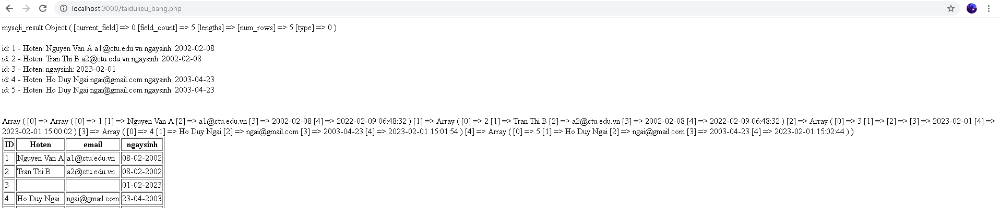 localhost:3000/taidulieu_bang.php
mysqli_result Object ( [current_field] => 0 [field_count] => 5 [lengths] => [num_rows] => 5 [type] => 0 )
id: 1 - Hoten: Nguyen Van A a1@ctu.edu.vn ngaysinh: 2002-02-08
id: 2 - Hoten: Tran Thi B a2@ctu.edu.vn ngaysinh: 2002-02-08
id: 3 - Hoten: ngaysinh: 2023-02-01
id: 4 - Hoten: Ho Duy Ngai ngai@gmail.com ngaysinh: 2003-04-23
id: 5 - Hoten: Ho Duy Ngai ngai@gmail.com ngaysinh: 2003-04-23
Array ( [0] => Array ( [0] => 1 [1] => Nguyen Van A [2] => a1@ctu.edu.vn [3] => 2002-02-08 [4] => 2022-02-09 06:48:32 ) [1] => Array ( [0] => 2 [1] => Tran Thi B [2] => a2@ctu.edu.vn [3] => 2002-02-08 [4] => 2022-02-09 06:48:32 ) [2] => Array ( [0] => 3 [1] => [2] => [3] => 2023-02-01 [4] =>
2023-02-01 15:00:02 ) [3] => Array ( [0] => 4 [1] => Ho Duy Ngai [2] => ngai@gmail.com [3] => 2003-04-23 [4] => 2023-02-01 15:01:54 ) [4] => Array ( [0] => 5 [1] => Ho Duy Ngai [2] => ngai@gmail.com [3] => 2003-04-23 [4] => 2023-02-01 15:02:44 ) )
ID Hoten email ngaysinh
1 Nguyen Van A a1@ctu.edu.vn 08-02-2002
2 Tran Thi B a2@ctu.edu.vn 08-02-2002
3 01-02-2023
4 Ho Duy Ngai ngai@gmail.com 23-04-2003